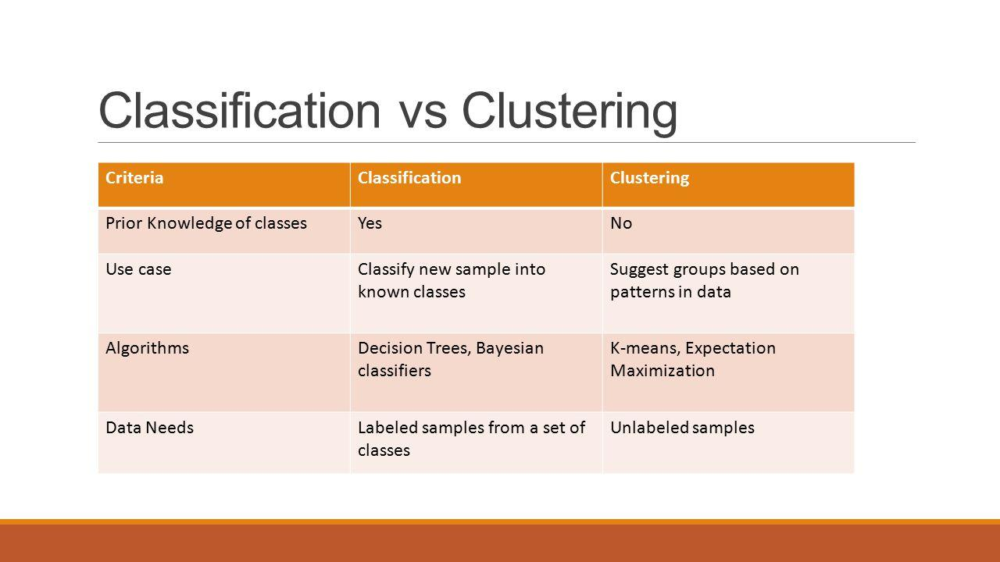 Classification vs Clustering
Criteria Classification Clustering
Prior Knowledge of classes Yes No
Use case Classify new sample into Suggest groups based on
known classes patterns in data
Algorithms Decision Trees, Bayesian K-means, Expectation
classifiers Maximization
Data Needs Labeled samples from a set of Unlabeled samples
classes